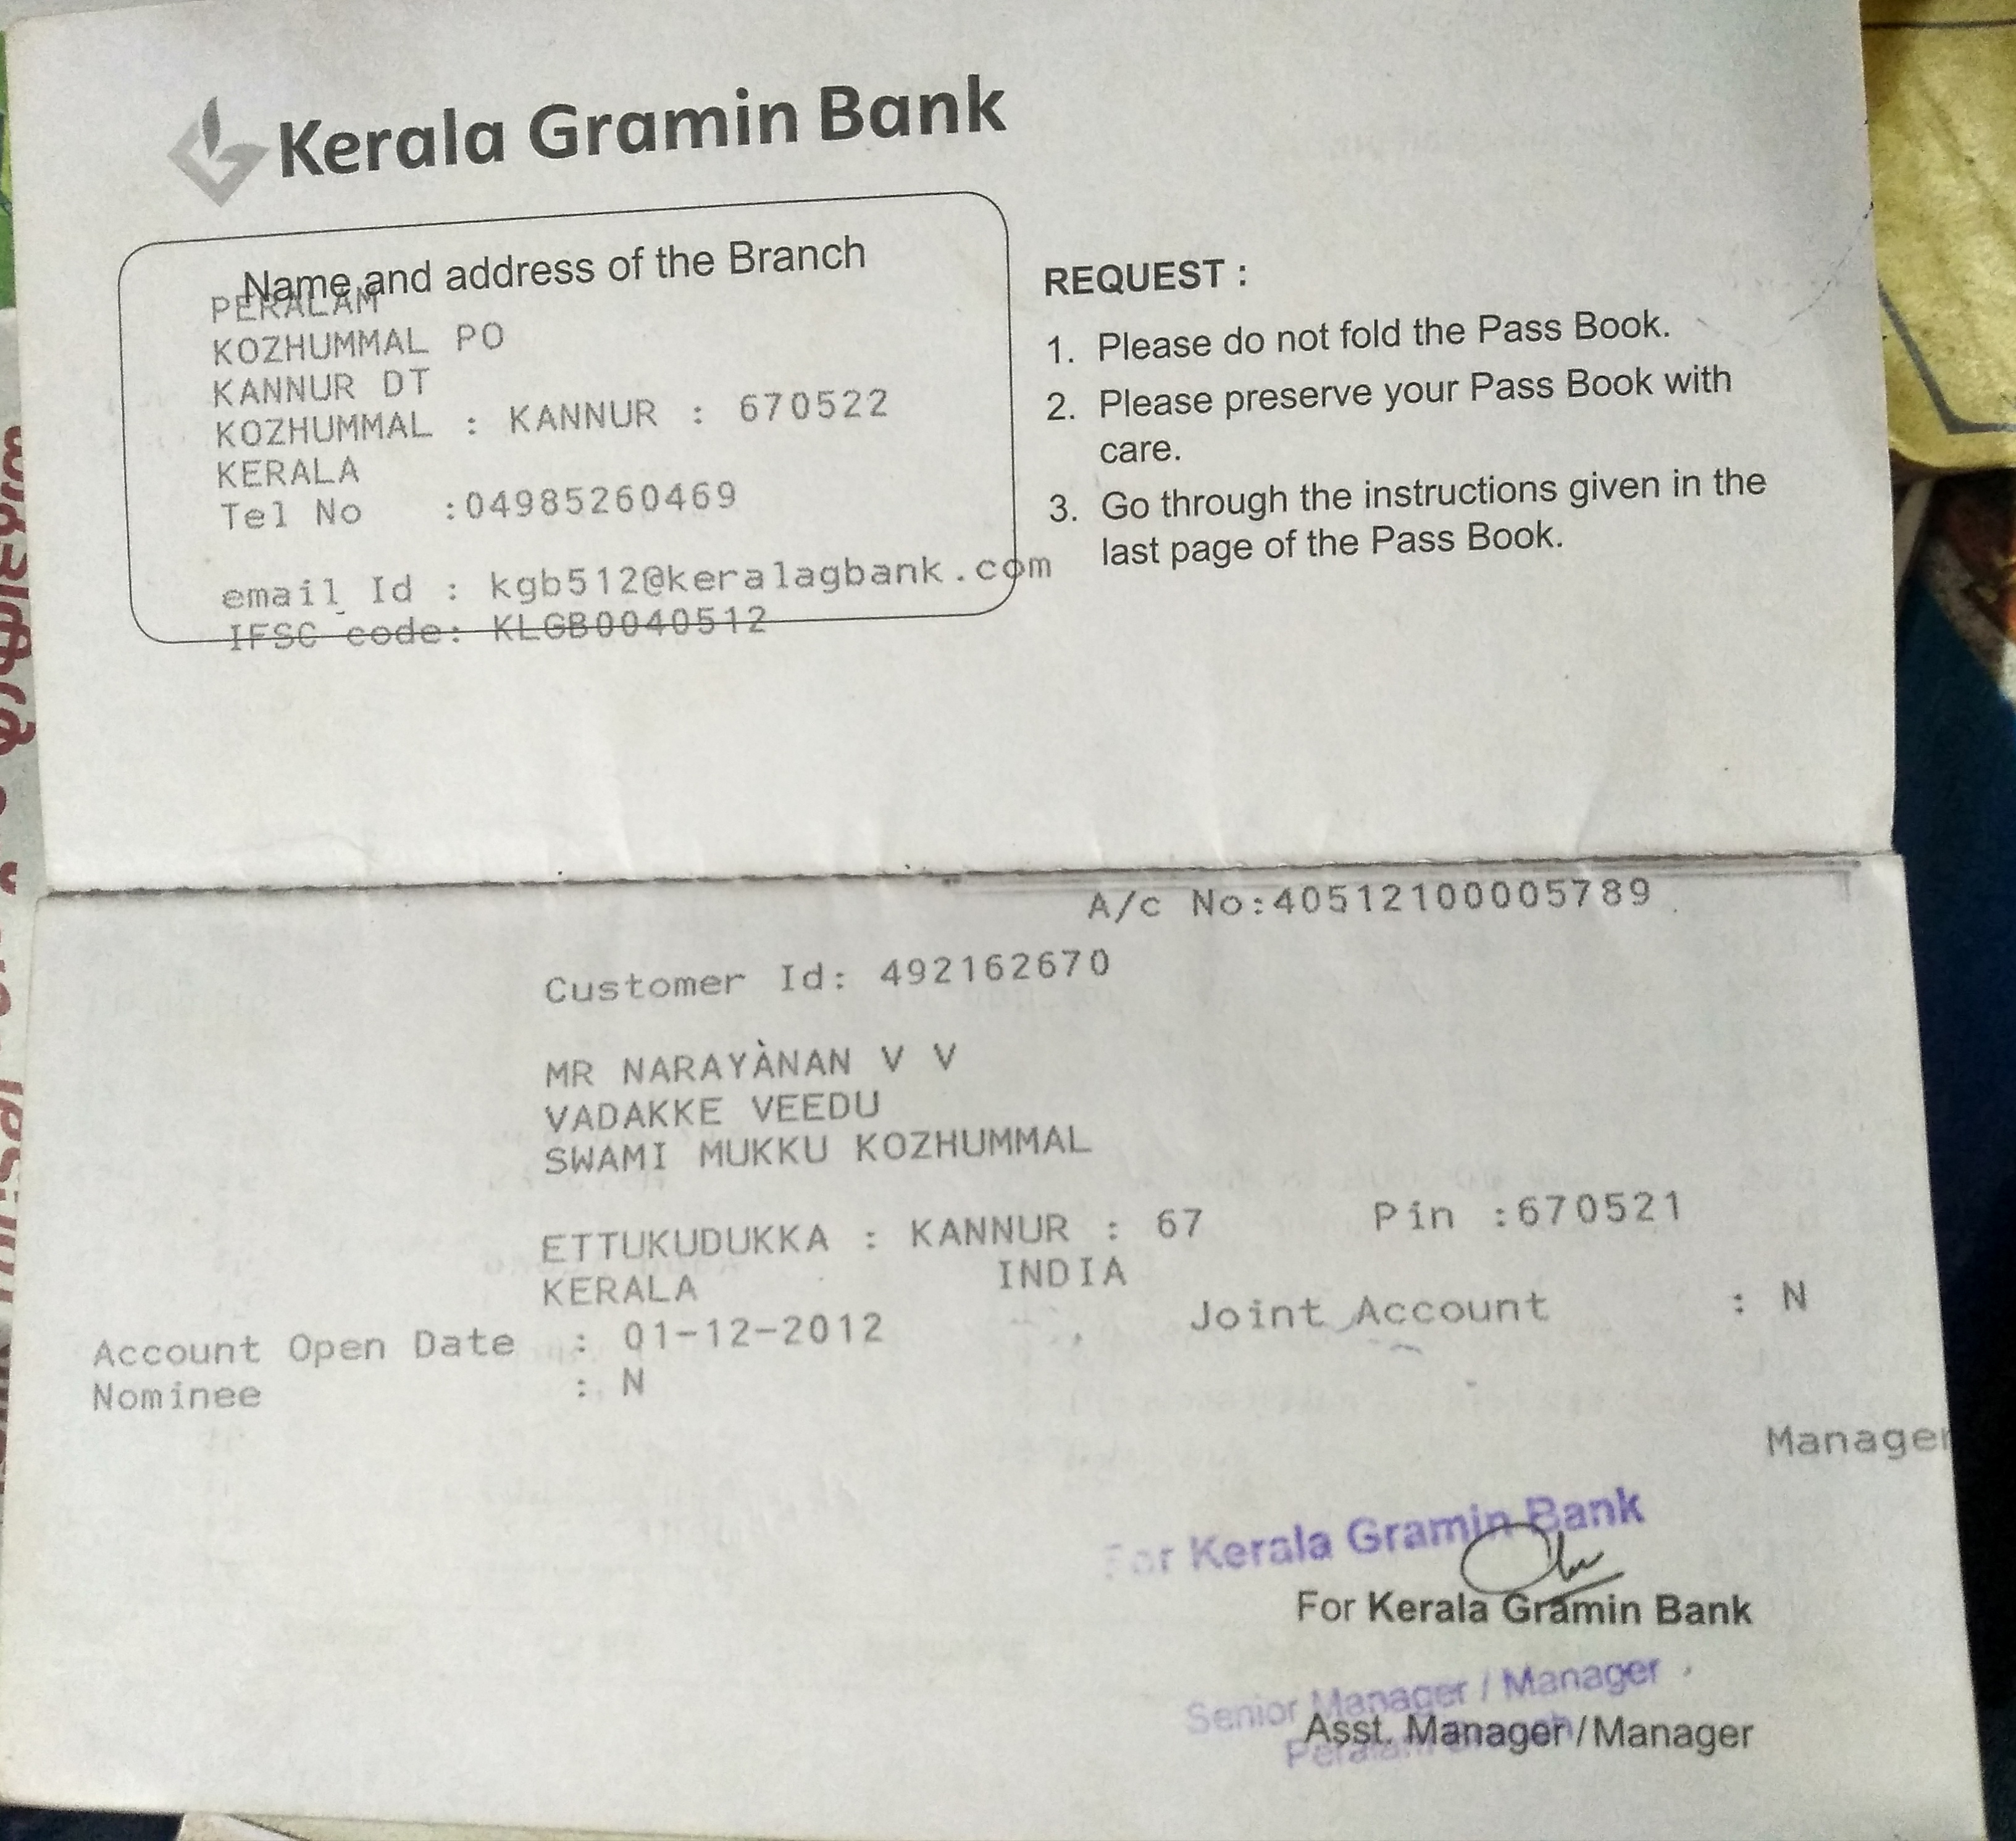 Kerala Gramin Bank
Name and address of the Branch
PERALAM
KOZHUMMAL PO
KANNUR DT
KOZHUMMAL : KANNUR : 670522
KERALA
Tel No :04985260469
email Id : kgb512@keralagbank.com
IFSC code: KLGB0040512
REQUEST :
1. Please do not fold the Pass Book.
2. Please preserve your Pass Book with
care.
3. Go through the instructions given in the
last page of the Pass Book.
A/c No:40512100005789
Customer Id: 492162670
MR NARAYANAN V V
VADAKKE VEEDU
SWAMI MUKKU KOZHUMMAL
ETTUKUDUKKA : KANNUR : 67 Pin :670521
KERALA INDIA
Account Open Date : 01-12-2012 Joint Account : N
Nominee : N
Manager
For Kerala Gramin Bank
For Kerala Gramin Bank
Senior Manager / Manager
Asst. Manager/Manager